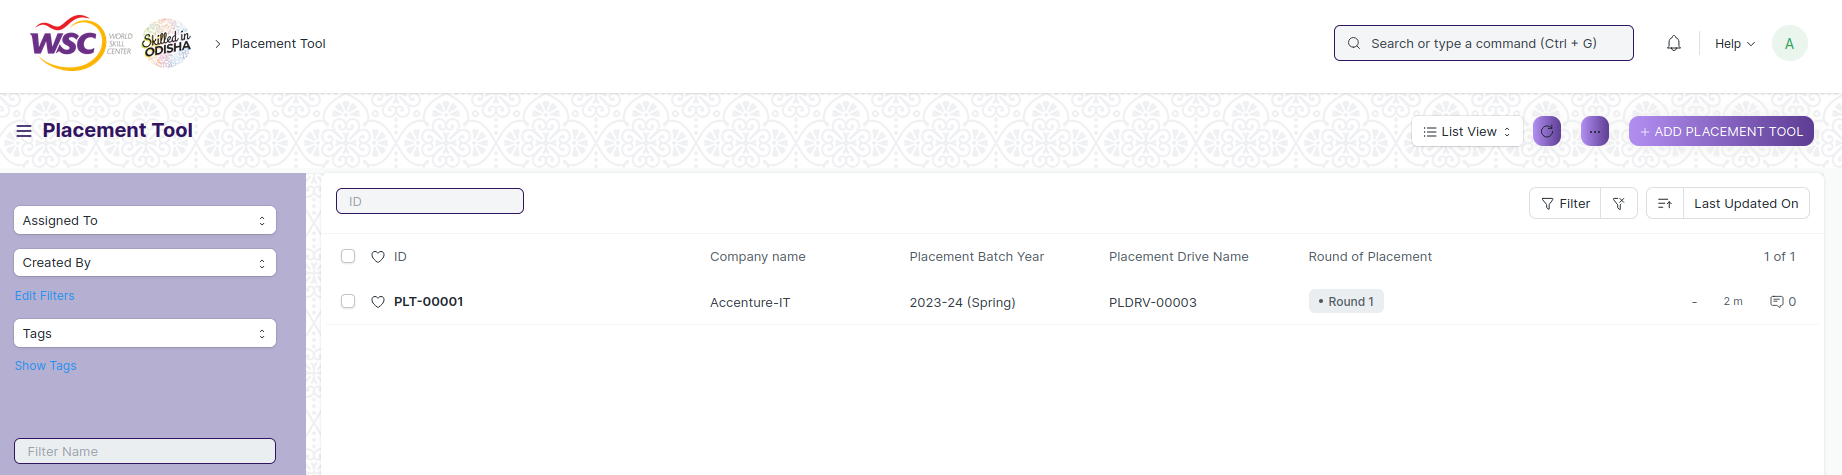 WSC WORLD SKILL CENTER Skilled in ODISHA > Placement Tool Search or type a command (Ctrl + G) Help A
Placement Tool List View ... + ADD PLACEMENT TOOL
Assigned To
Created By
Edit Filters
Tags
Show Tags
Filter Name
ID Filter Last Updated On
ID Company name Placement Batch Year Placement Drive Name Round of Placement 1 of 1
PLT-00001 Accenture-IT 2023-24 (Spring) PLDRV-00003 • Round 1 - 2 m 0